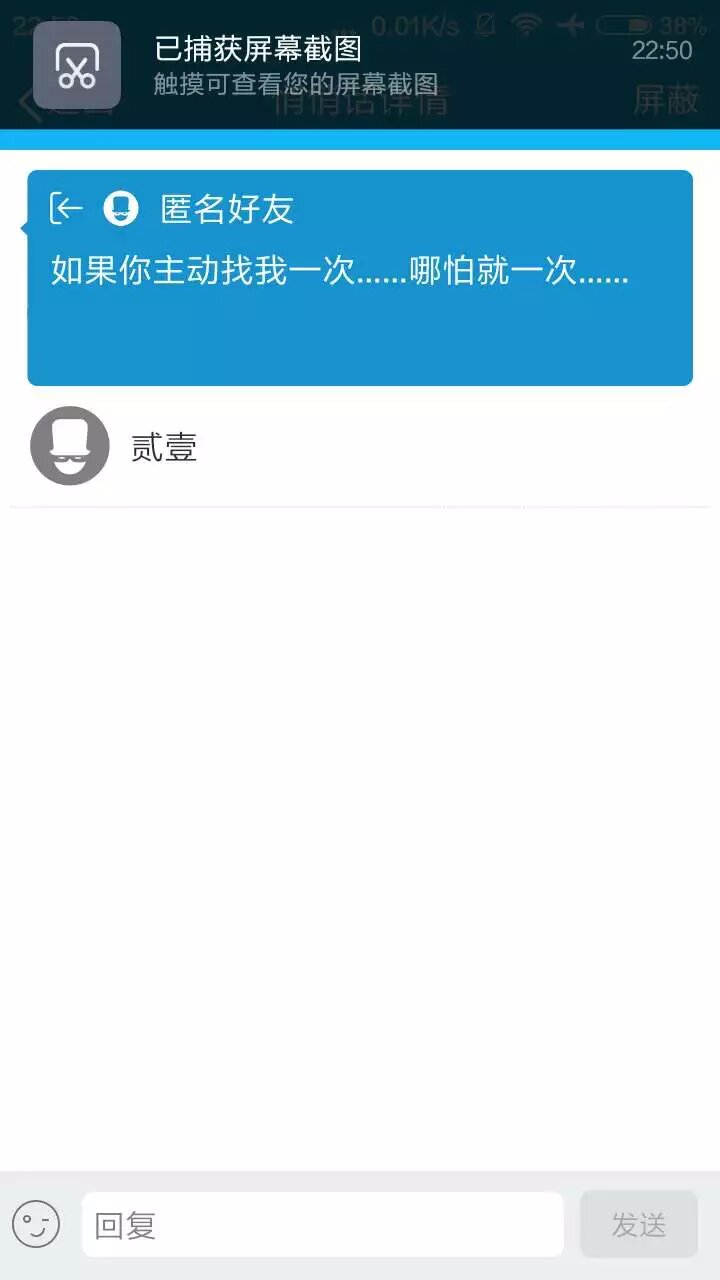 0.01K/s 38%
已捕获屏幕截图
22:50
触摸可查看您的屏幕截图
悄悄话详情
屏蔽
匿名好友
如果你主动找我一次……哪怕就一次……
贰壹
回复
发送